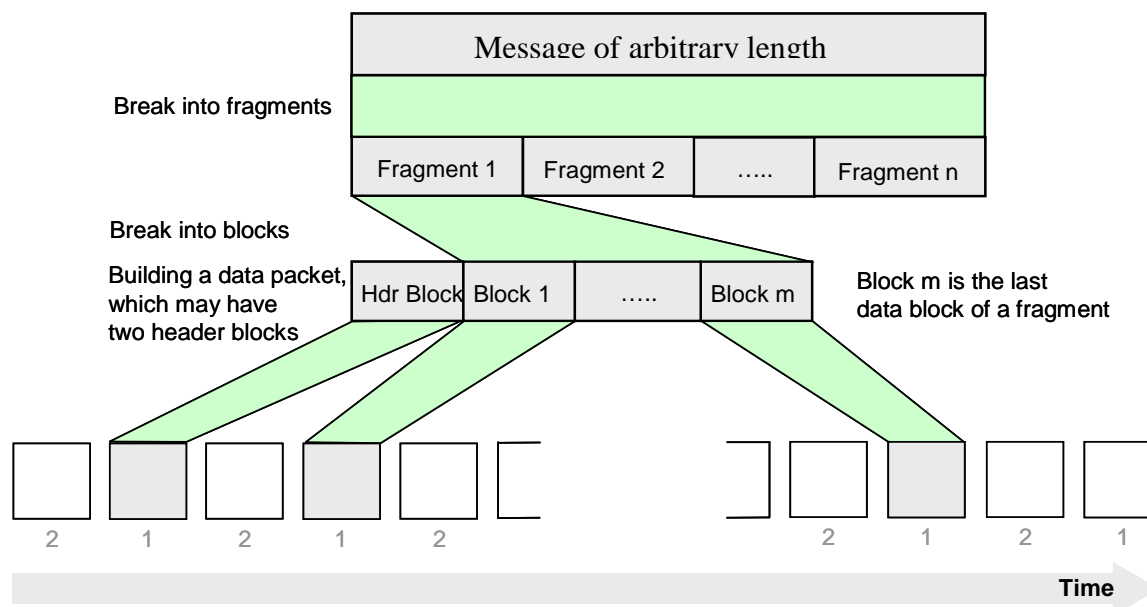 Message of arbitrary length
Break into fragments
Fragment 1 Fragment 2 ..... Fragment n
Break into blocks
Building a data packet,
which may have
two header blocks
Hdr Block Block 1 ..... Block m
Block m is the last
data block of a fragment
2 1 2 1 2 2 1 2 1
Time